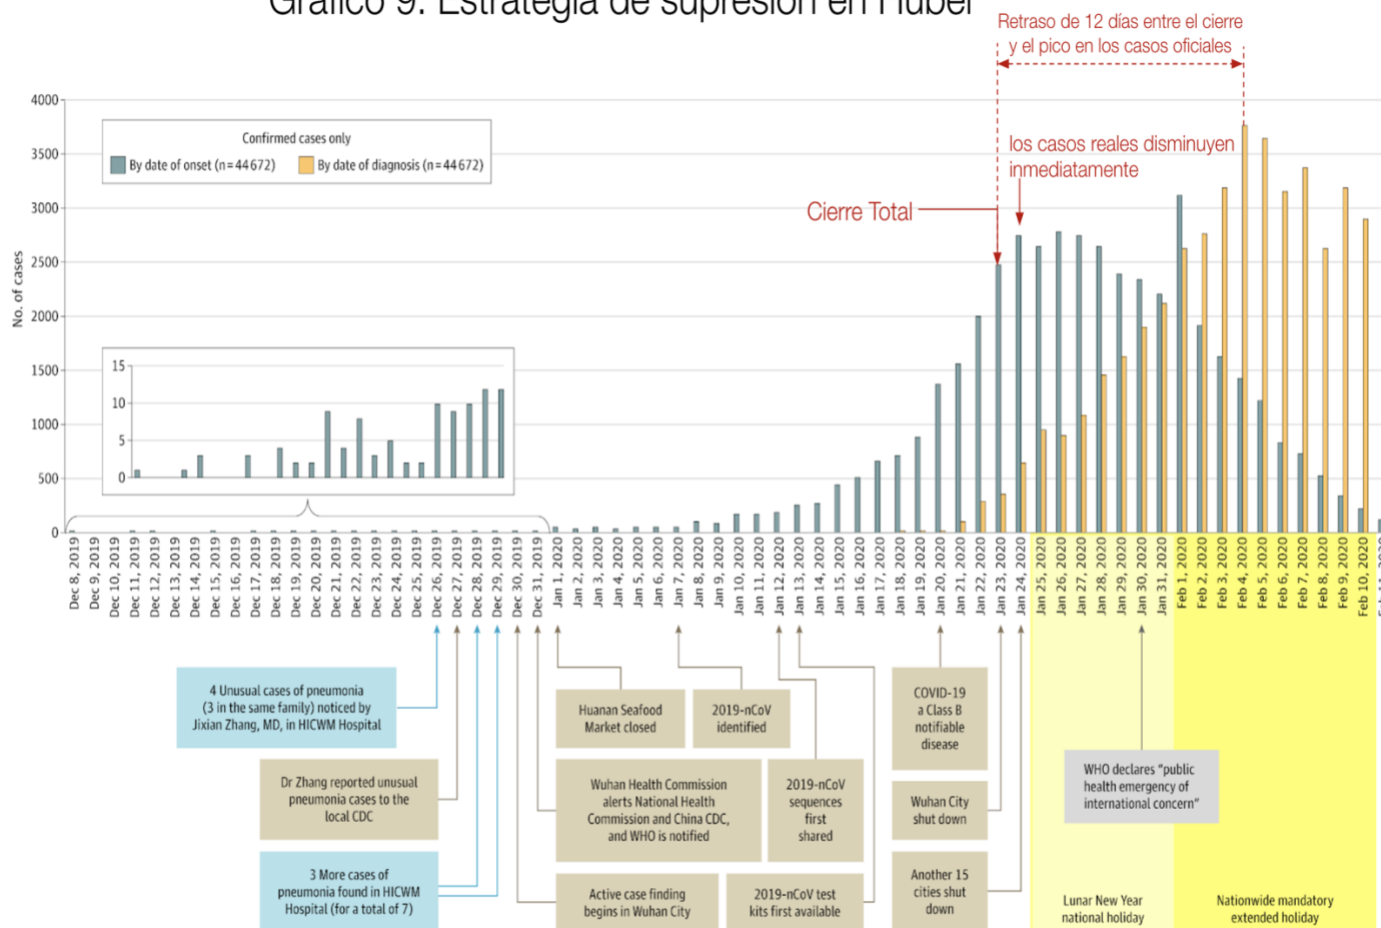 Gráfico 9. Estrategia de supresión en Hubei
Retraso de 12 días entre el cierre
y el pico en los casos oficiales
los casos reales disminuyen
inmediatamente
Cierre Total
Confirmed cases only
By date of onset (n=44672)
By date of diagnosis (n=44672)
No. of cases
4000
3500
3000
2500
2000
1500
1000
500
0
15
10
5
0
Dec 8, 2019
Dec 9, 2019
Dec 10, 2019
Dec 11, 2019
Dec 12, 2019
Dec 13, 2019
Dec 14, 2019
Dec 15, 2019
Dec 16, 2019
Dec 17, 2019
Dec 18, 2019
Dec 19, 2019
Dec 20, 2019
Dec 21, 2019
Dec 22, 2019
Dec 23, 2019
Dec 24, 2019
Dec 25, 2019
Dec 26, 2019
Dec 27, 2019
Dec 28, 2019
Dec 29, 2019
Dec 30, 2019
Dec 31, 2019
Jan 1, 2020
Jan 2, 2020
Jan 3, 2020
Jan 4, 2020
Jan 5, 2020
Jan 6, 2020
Jan 7, 2020
Jan 8, 2020
Jan 9, 2020
Jan 10, 2020
Jan 11, 2020
Jan 12, 2020
Jan 13, 2020
Jan 14, 2020
Jan 15, 2020
Jan 16, 2020
Jan 17, 2020
Jan 18, 2020
Jan 19, 2020
Jan 20, 2020
Jan 21, 2020
Jan 22, 2020
Jan 23, 2020
Jan 24, 2020
Jan 25, 2020
Jan 26, 2020
Jan 27, 2020
Jan 28, 2020
Jan 29, 2020
Jan 30, 2020
Jan 31, 2020
Feb 1, 2020
Feb 2, 2020
Feb 3, 2020
Feb 4, 2020
Feb 5, 2020
Feb 6, 2020
Feb 7, 2020
Feb 8, 2020
Feb 9, 2020
Feb 10, 2020
4 Unusual cases of pneumonia
(3 in the same family) noticed by
Jixian Zhang, MD, in HICWM Hospital
Dr Zhang reported unusual
pneumonia cases to the
local CDC
3 More cases of
pneumonia found in HICWM
Hospital (for a total of 7)
Huanan Seafood
Market closed
2019-nCoV
identified
Wuhan Health Commission
alerts National Health
Commission and China CDC,
and WHO is notified
2019-nCoV
sequences
first
shared
Active case finding
begins in Wuhan City
2019-nCoV test
kits first available
COVID-19
a Class B
notifiable
disease
Wuhan City
shut down
Another 15
cities shut
down
WHO declares “public
health emergency of
international concern”
Lunar New Year
national holiday
Nationwide mandatory
extended holiday